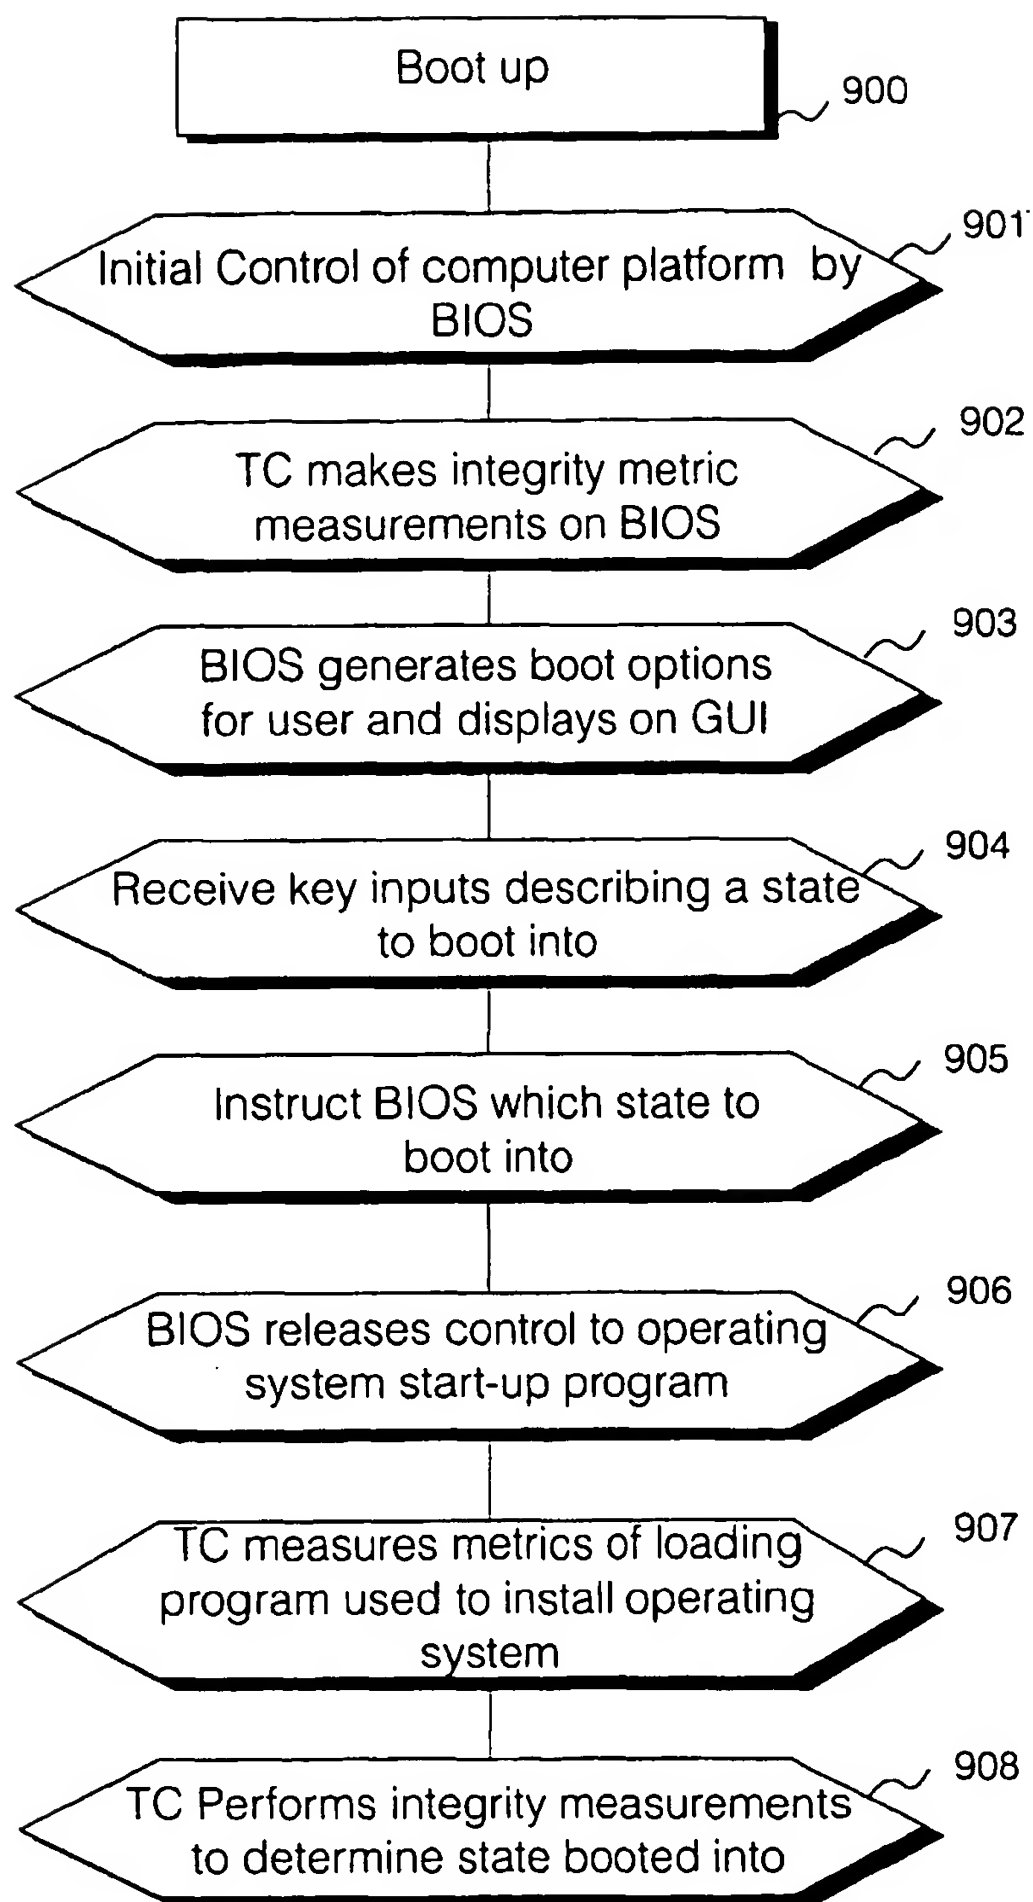 Boot up
900
901
Initial Control of computer platform by
BIOS
902
TC makes integrity metric
measurements on BIOS
903
BIOS generates boot options
for user and displays on GUI
904
Receive key inputs describing a state
to boot into
905
Instruct BIOS which state to
boot into
906
BIOS releases control to operating
system start-up program
907
TC measures metrics of loading
program used to install operating
system
908
TC Performs integrity measurements
to determine state booted into